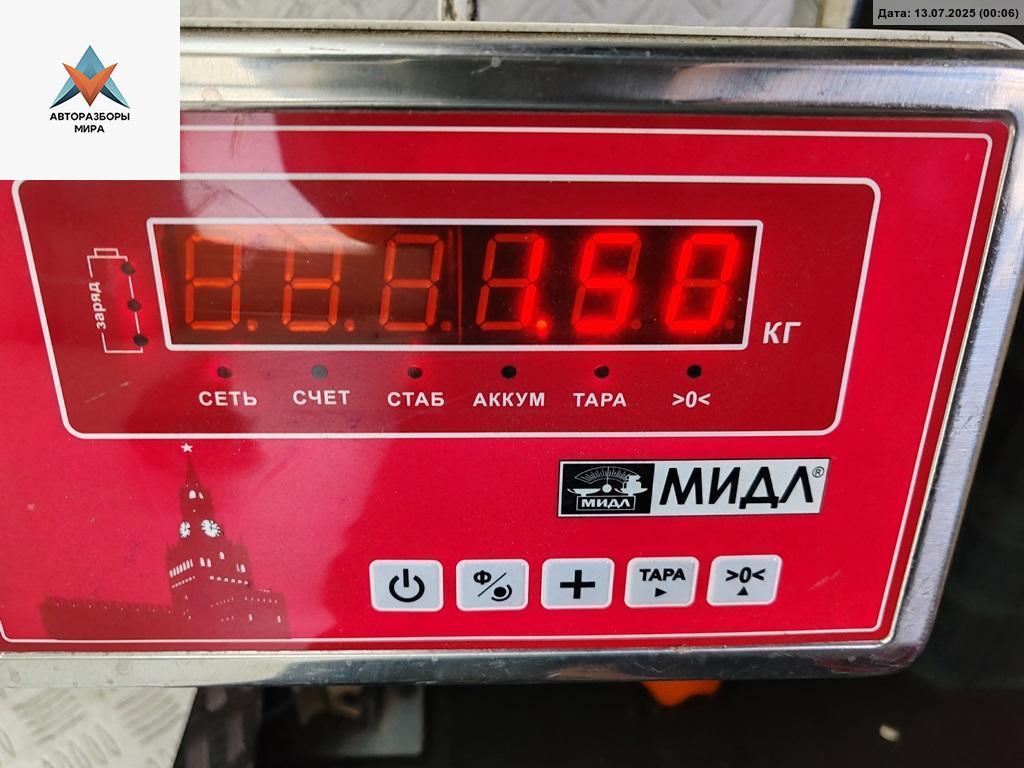 Дата: 13.07.2025 (00:06)
АВТОРАЗБОРЫ
МИРА
заряд
1.50
КГ
СЕТЬ СЧЕТ СТАБ АККУМ ТАРА >0<
МИДЛ МИДЛ®
Ф ТАРА >0<